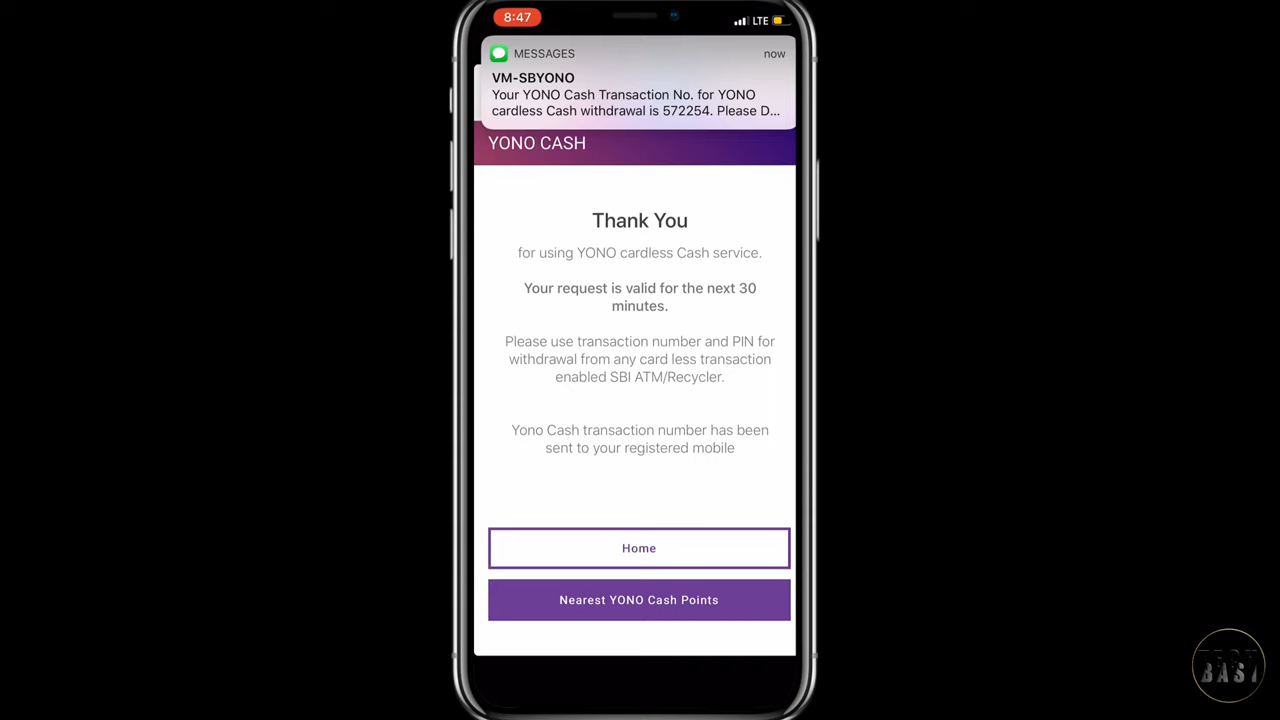 8:47
LTE
MESSAGES
now
VM-SBYONO
Your YONO Cash Transaction No. for YONO
cardless Cash withdrawal is 572254. Please D...
YONO CASH
Thank You
for using YONO cardless Cash service.
Your request is valid for the next 30
minutes.
Please use transaction number and PIN for
withdrawal from any card less transaction
enabled SBI ATM/Recycler.
Yono Cash transaction number has been
sent to your registered mobile
Home
Nearest YONO Cash Points